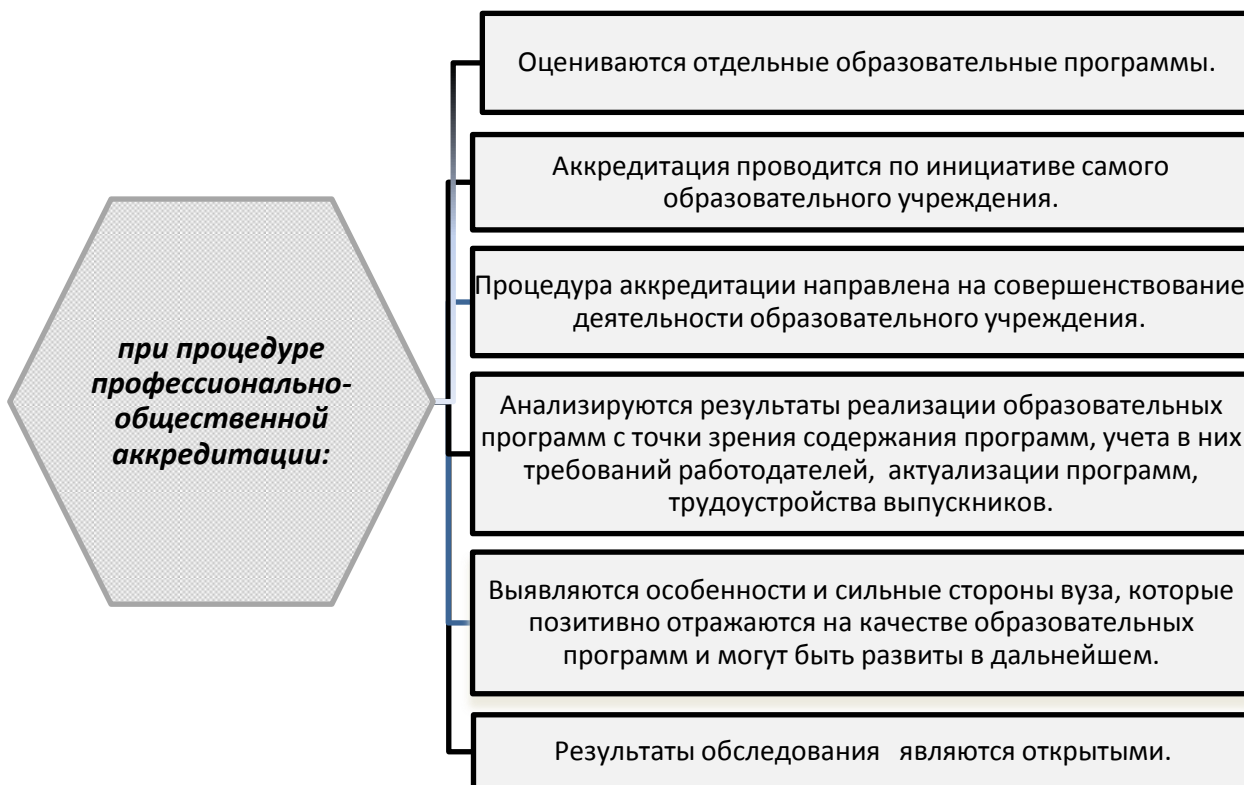 при процедуре
профессионально-
общественной
аккредитации:
Оцениваются отдельные образовательные программы.
Аккредитация проводится по инициативе самого
образовательного учреждения.
Процедура аккредитации направлена на совершенствование
деятельности образовательного учреждения.
Анализируются результаты реализации образовательных
программ с точки зрения содержания программ, учета в них
требований работодателей, актуализации программ,
трудоустройства выпускников.
Выявляются особенности и сильные стороны вуза, которые
позитивно отражаются на качестве образовательных
программ и могут быть развиты в дальнейшем.
Результаты обследования являются открытыми.